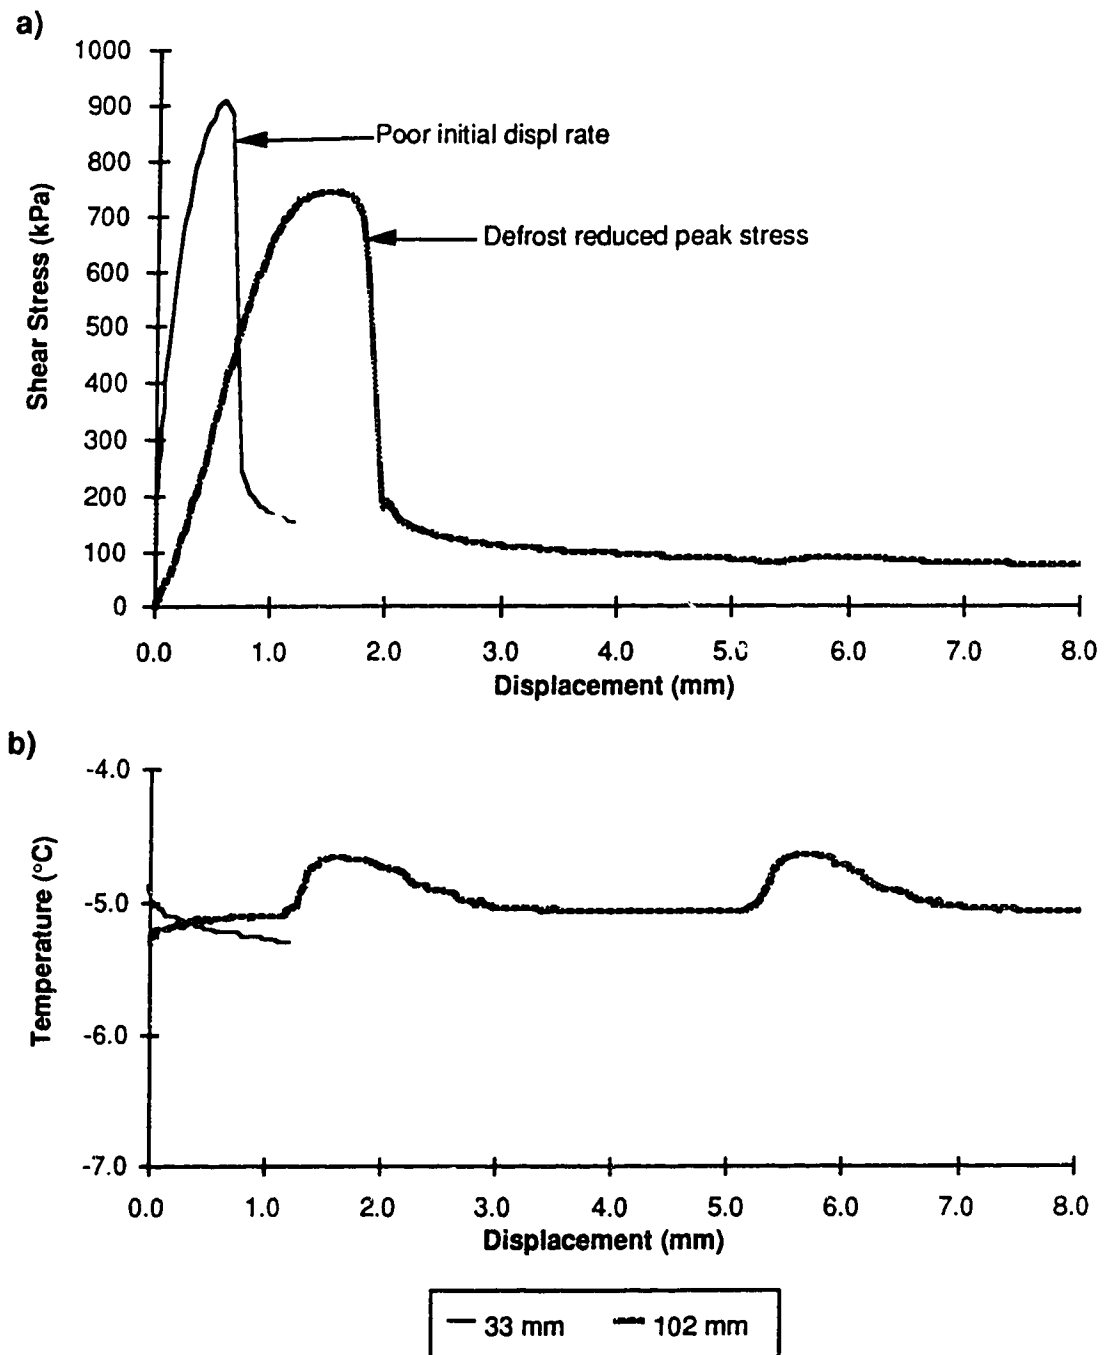 a)
1000
900
800
700
600
500
400
300
200
100
0
Shear Stress (kPa)
Poor initial displ rate
Defrost reduced peak stress
0.0 1.0 2.0 3.0 4.0 5.0 6.0 7.0 8.0
Displacement (mm)
b)
-4.0
-5.0
-6.0
-7.0
Temperature (°C)
0.0 1.0 2.0 3.0 4.0 5.0 6.0 7.0 8.0
Displacement (mm)
33 mm 102 mm